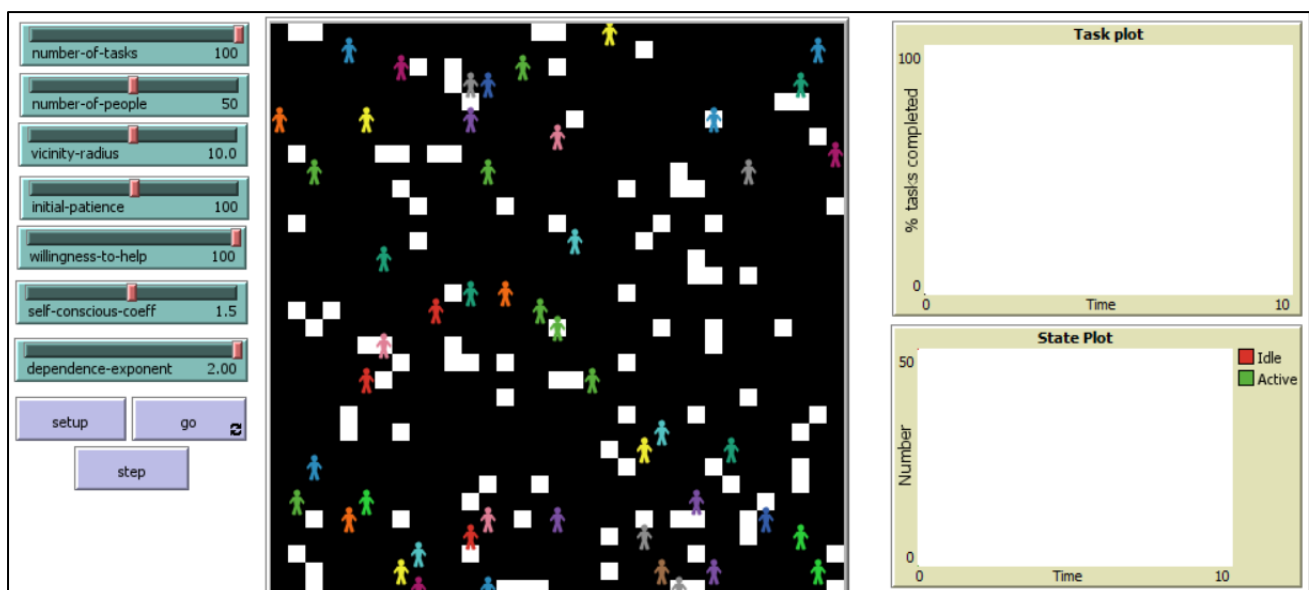 number-of-tasks 100
number-of-people 50
vicinity-radius 10.0
initial-patience 100
willingness-to-help 100
self-conscious-coeff 1.5
dependence-exponent 2.00
setup
go
step
Task plot
100
% tasks completed
0
0
Time
10
State Plot
50
Number
0
0
Time
10
Idle
Active